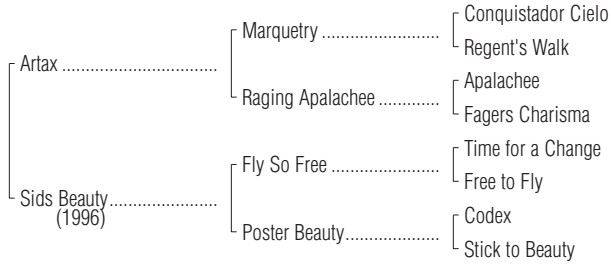 Conquistador Cielo
Marquetry ......................
Regent's Walk
Artax .............................
Apalachee
Raging Apalachee ...........
Fagers Charisma
Time for a Change
Fly So Free ....................
Free to Fly
Sids Beauty....................
(1996)
Codex
Poster Beauty.................
Stick to Beauty